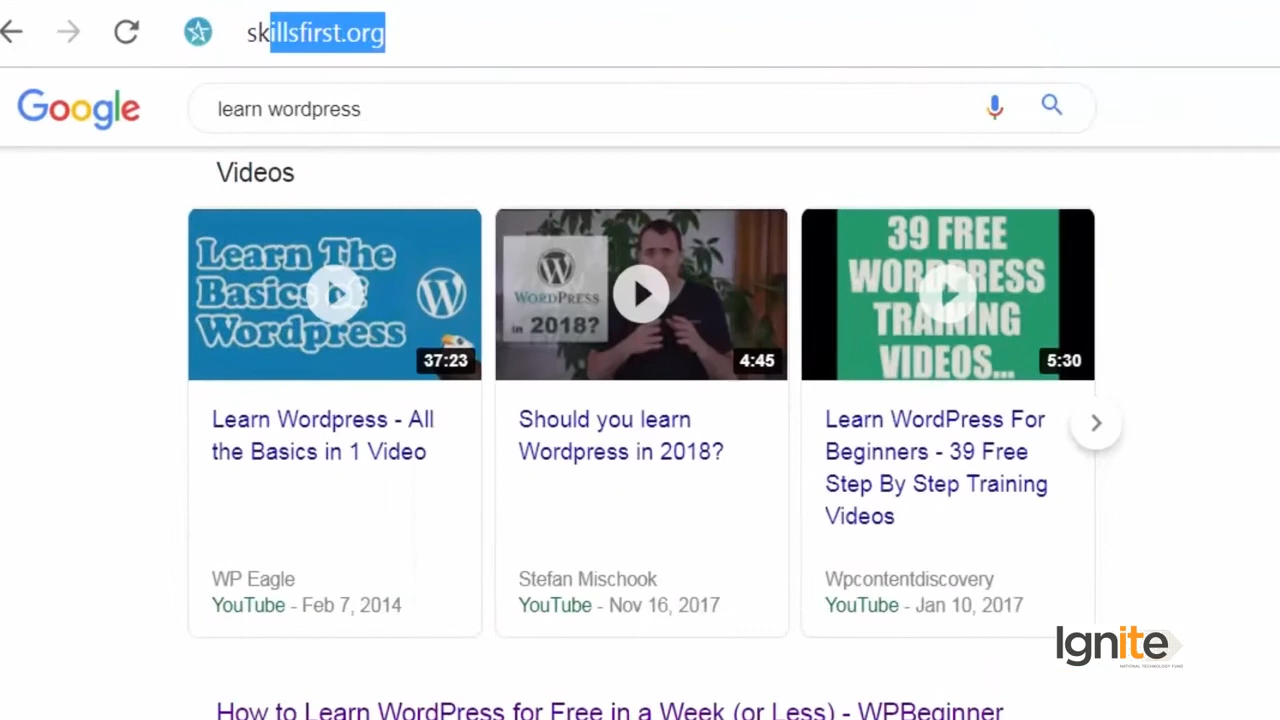 skillsfirst.org
Google
learn wordpress
Videos
Learn The
Basics of
Wordpress
37:23
WORDPRESS
in 2018?
4:45
39 FREE
WORDPRESS
TRAINING
VIDEOS...
5:30
Learn Wordpress - All
the Basics in 1 Video
WP Eagle
YouTube - Feb 7, 2014
Should you learn
Wordpress in 2018?
Stefan Mischook
YouTube - Nov 16, 2017
Learn WordPress For
Beginners - 39 Free
Step By Step Training
Videos
Wpcontentdiscovery
YouTube - Jan 10, 2017
Ignite
NATIONAL TECHNOLOGY FUND
How to Learn WordPress for Free in a Week (or Less) - WPBeginner